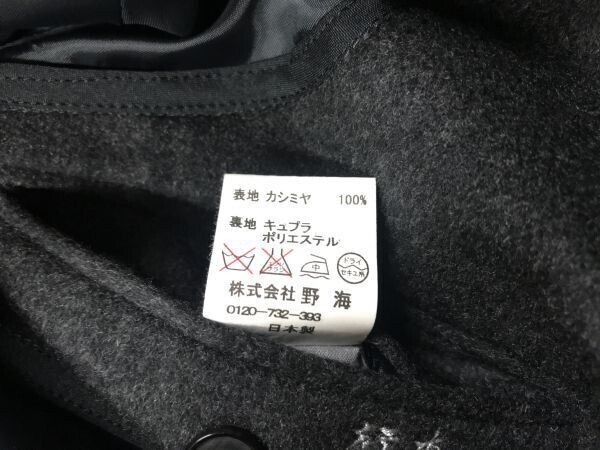 表地 カシミヤ 100%
裏地 キュプラ
ポリエステル
中 ドライ
セキユ系
株式会社 野海
0120-732-393
日本製